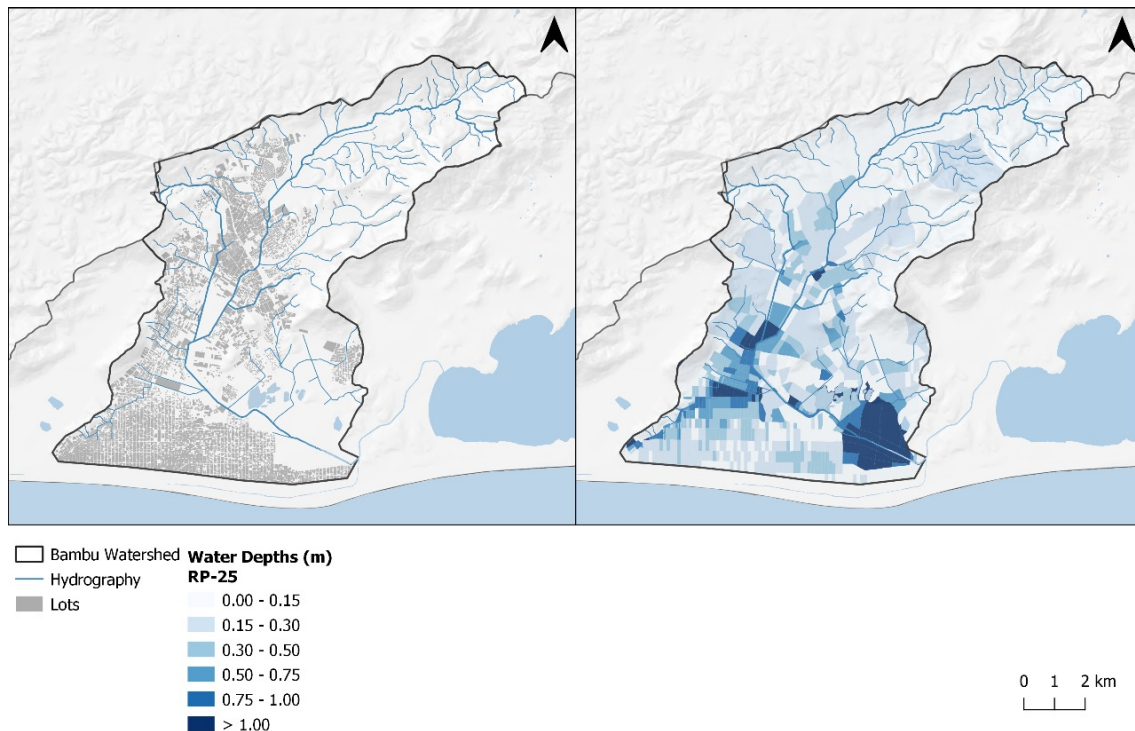 Bambu Watershed
Hydrography
Lots
Water Depths (m)
RP-25
0.00 - 0.15
0.15 - 0.30
0.30 - 0.50
0.50 - 0.75
0.75 - 1.00
> 1.00
0 1 2 km